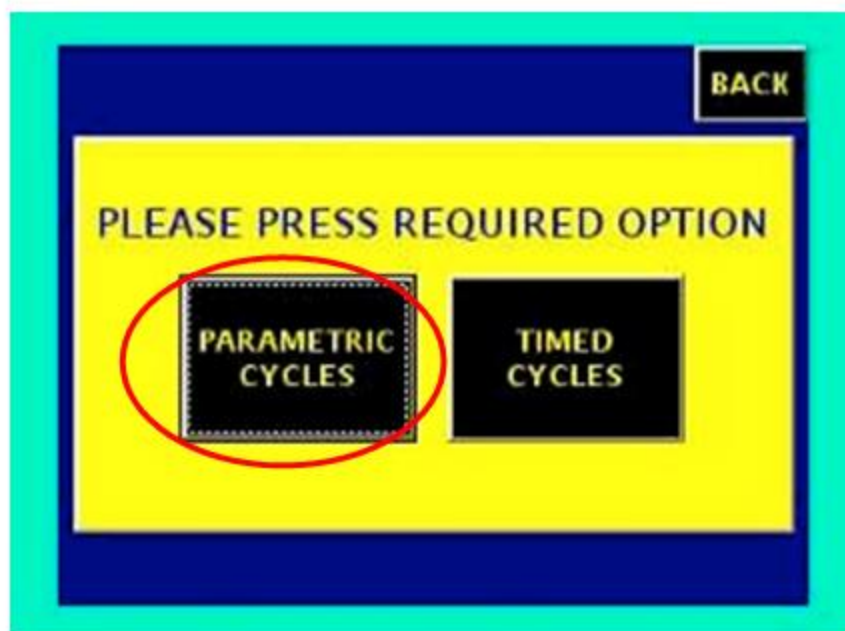 BACK
PLEASE PRESS REQUIRED OPTION
PARAMETRIC
CYCLES
TIMED
CYCLES